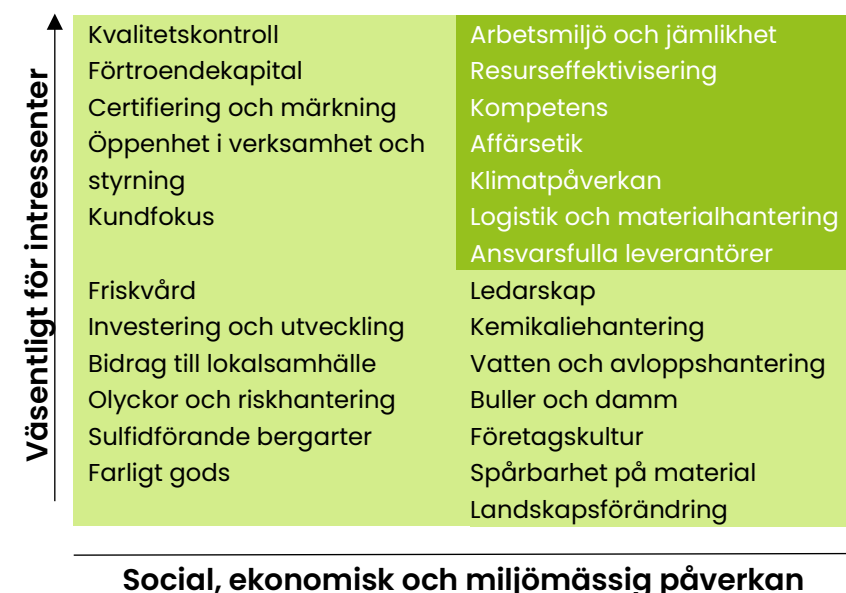 Väsentligt för intressenter
Kvalitetskontroll
Förtroendekapital
Certifiering och märkning
Öppenhet i verksamhet och
styrning
Kundfokus
Arbetsmiljö och jämlikhet
Resurseffektivisering
Kompetens
Affärsetik
Klimatpåverkan
Logistik och materialhantering
Ansvarsfulla leverantörer
Friskvård
Investering och utveckling
Bidrag till lokalsamhälle
Olyckor och riskhantering
Sulfidförande bergarter
Farligt gods
Ledarskap
Kemikaliehantering
Vatten och avloppshantering
Buller och damm
Företagskultur
Spårbarhet på material
Landskapsförändring
Social, ekonomisk och miljömässig påverkan